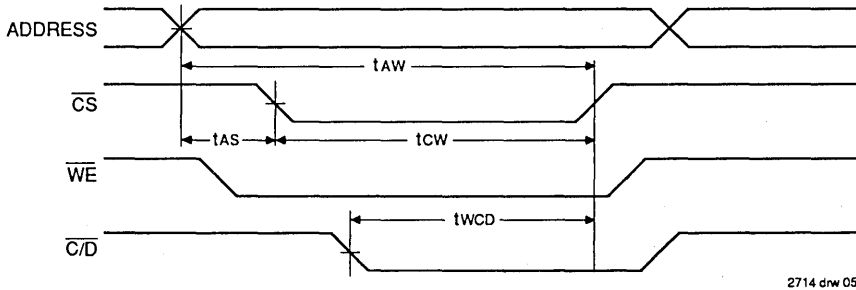 ADDRESS
tAW
CS
tAS
tCW
WE
tWCD
C/D
2714 drw 05